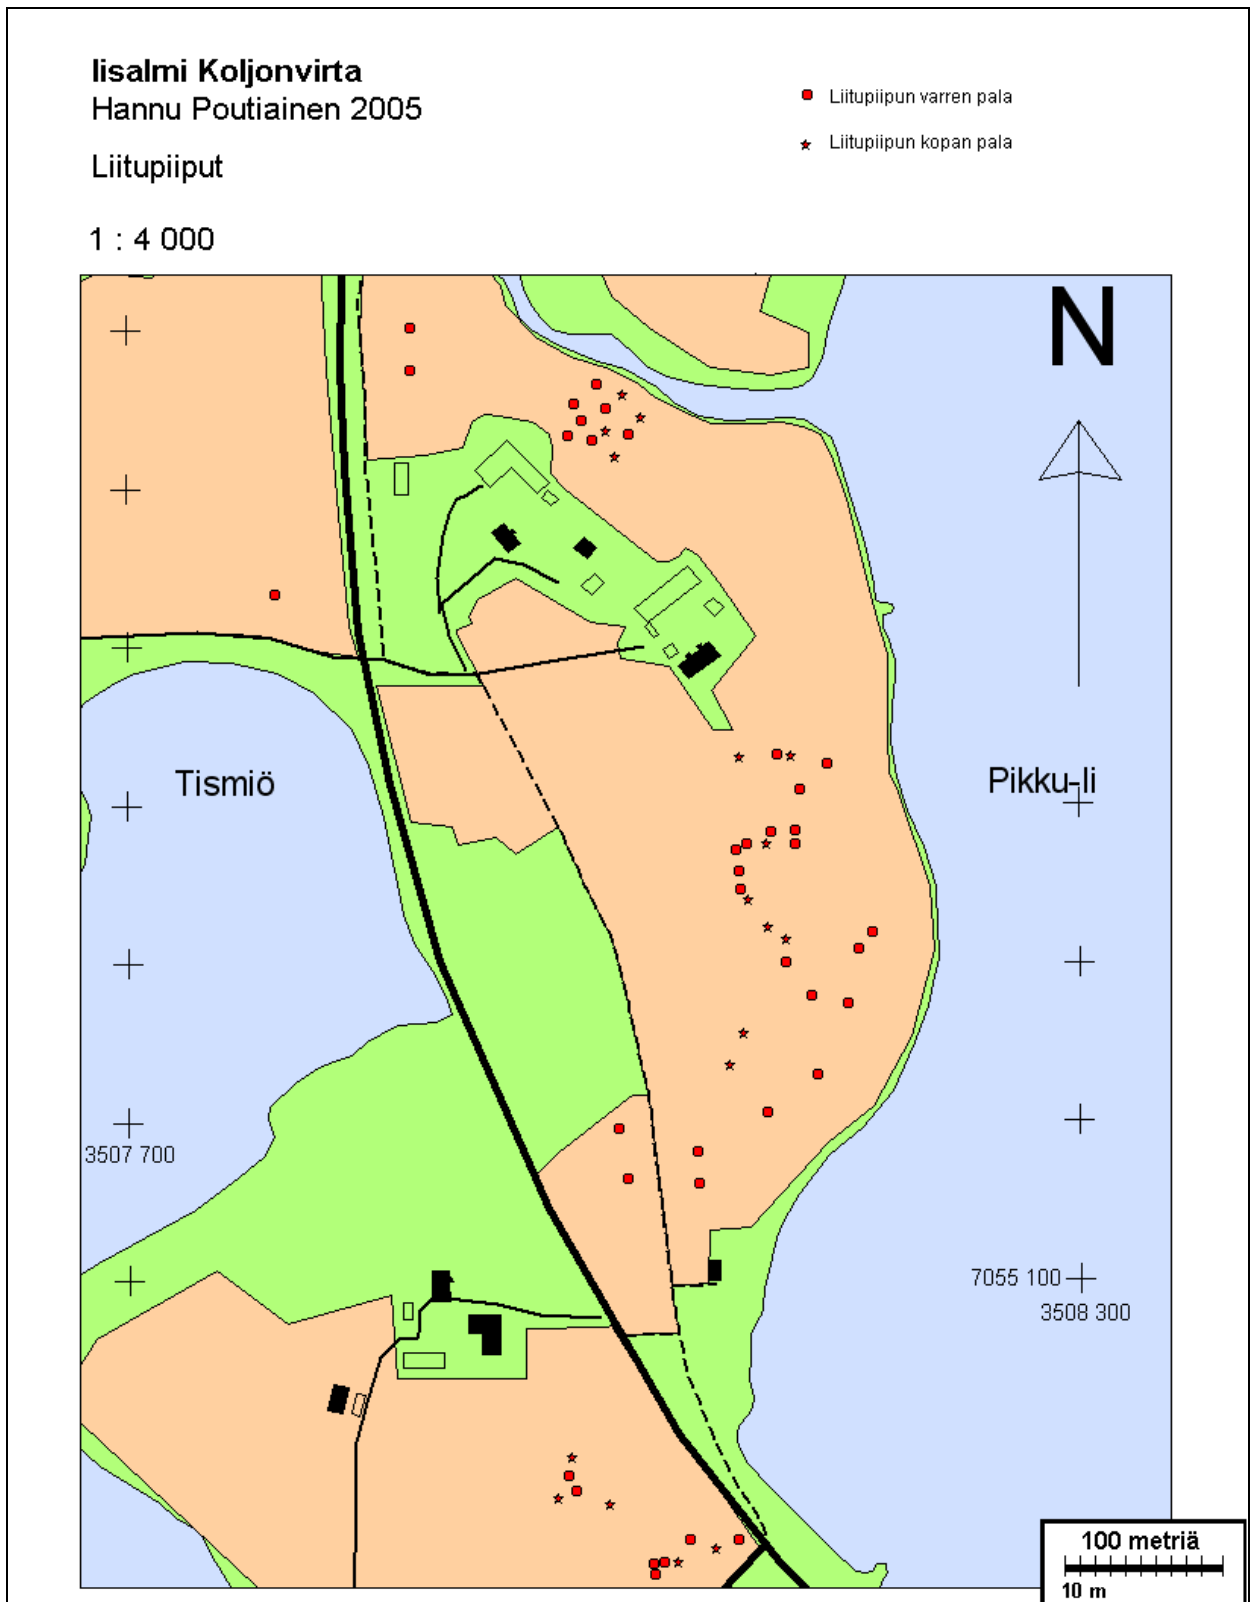 Iisalmi Koljonvirta
Hannu Poutiainen 2005
Liitupiiput
1 : 4 000
Liitupiipun varren pala
Liitupiipun kopan pala
N
Tismiö
Pikku-Ii
3507 700
7055 100
3508 300
100 metriä
10 m